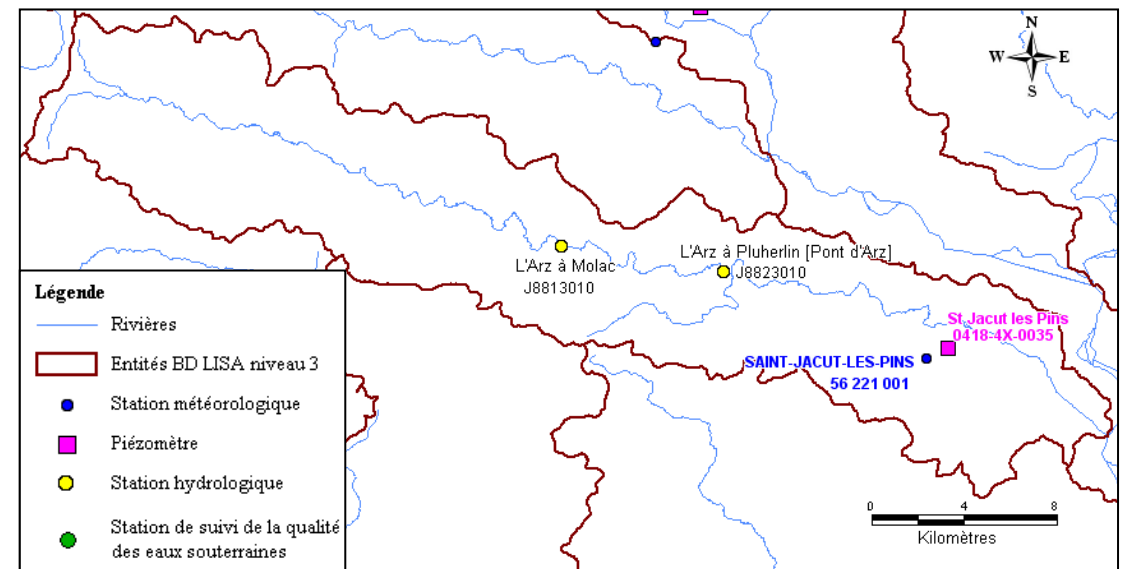 N
W E
S
L'Arz à Molac
J8813010
L'Arz à Pluherlin [Pont d'Arz]
J8823010
St Jacut les Pins
0418-4X-0035
SAINT-JACUT-LES-PINS
56 221 001
Légende
Rivières
Entités BD LISA niveau 3
Station météorologique
Piézomètre
Station hydrologique
Station de suivi de la qualité
des eaux souterraines
0 4 8
Kilomètres